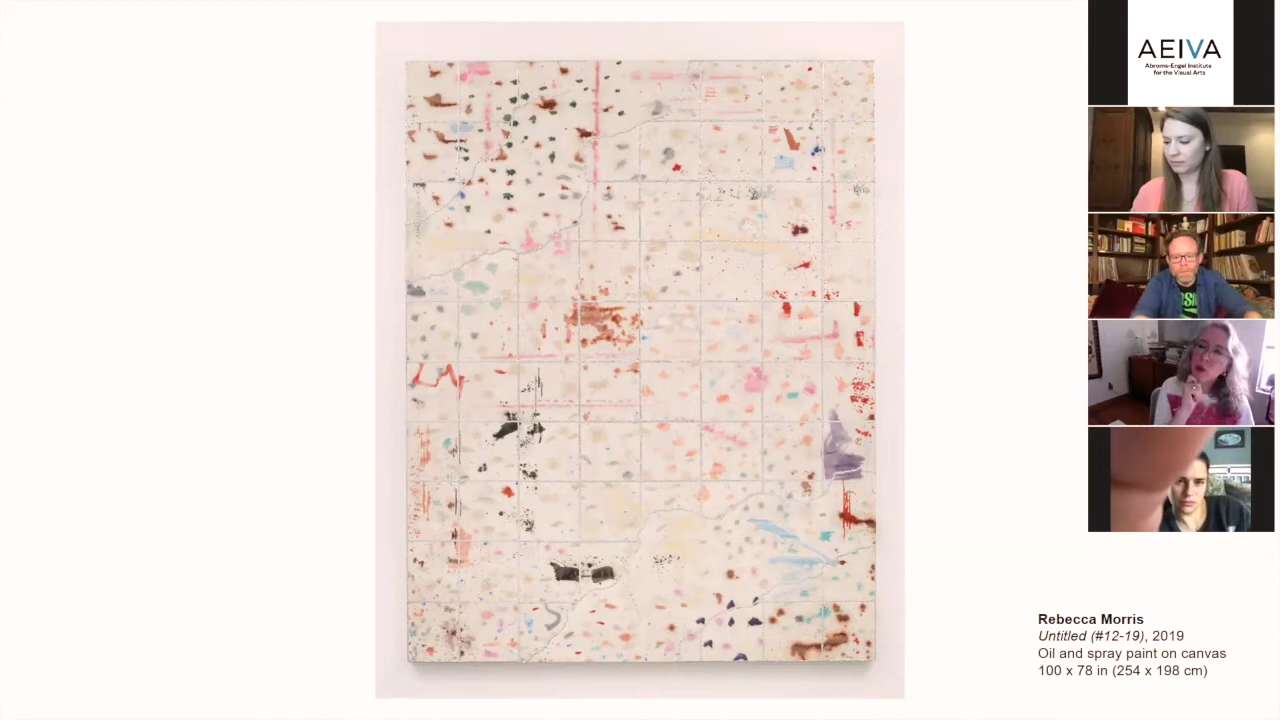 AEIVA
Abroms-Engel Institute
for the Visual Arts
Rebecca Morris
Untitled (#12-19), 2019
Oil and spray paint on canvas
100 x 78 in (254 x 198 cm)